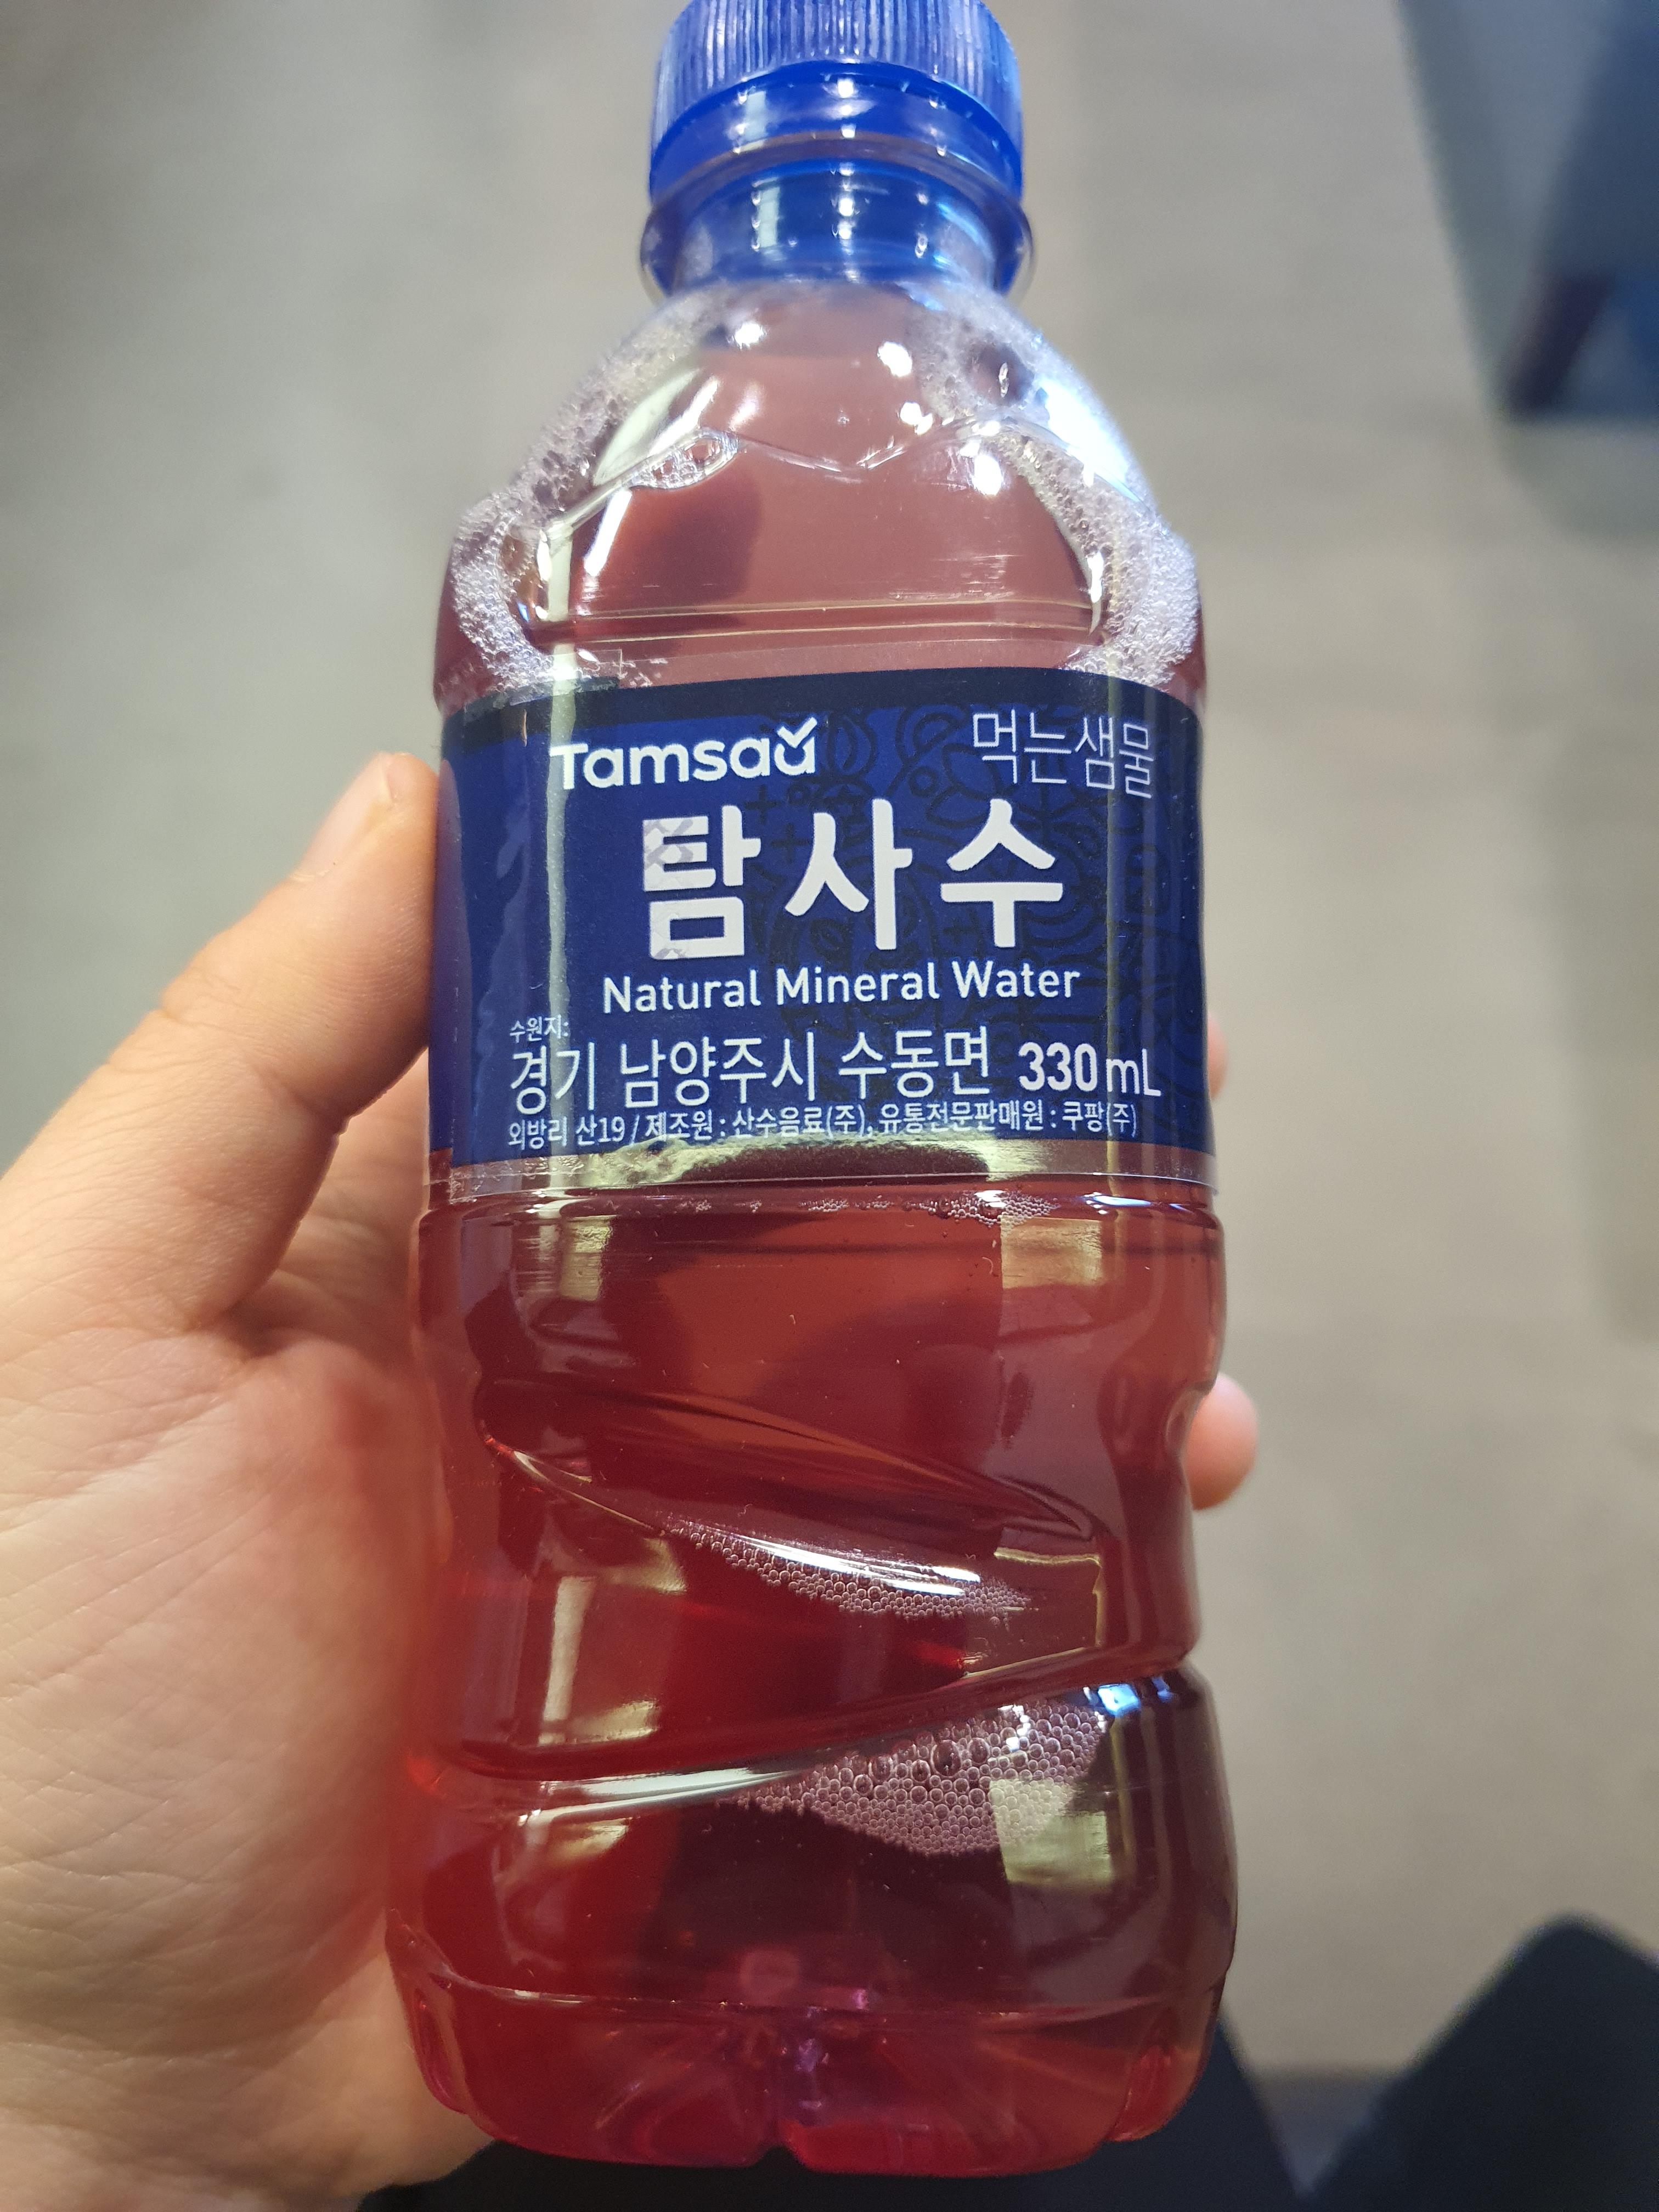 Tamsaů 먹는샘물
탐사수
Natural Mineral Water
수원지:
경기 남양주시 수동면 330mL
외방리 산19 / 제조원 : 산수음료(주), 유통전문판매원 : 쿠팡(주)